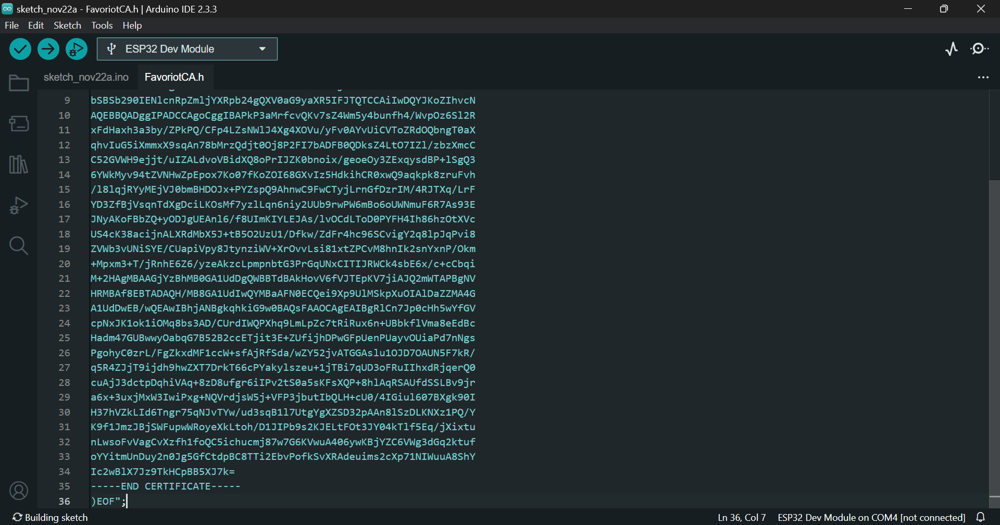 sketch_nov22a - FavoriotCA.h | Arduino IDE 2.3.3
File Edit Sketch Tools Help
ESP32 Dev Module
sketch_nov22a.ino FavoriotCA.h
9 bSBSb290IENlcnRpZmljYXRpb24gQXV0aG9yaXR5IFJTQTCCAiIwDQYJKoZIhvcN
10 AQEBBQADggIPADCCAgoCggIBAPkP3aMrfcvQKv7sZ4Wm5y4bunfh4/WvpOz6Sl2R
11 xFdHaxh3a3by/ZPkPQ/CFp4LZsNWlJ4Xg4XOVu/yFv0AYvUiCVToZRdOQbngT0aX
12 qhvIuG5iXmmxX9sqAn78bMrzQdjt0Oj8P2FI7bADFB0QDksZ4LtO7IZl/zbzXmcC
13 C52GVWH9ejjt/uIZALdvoVBidXQ8oPrIJZK0bnoix/geoeOy3ZExqysdBP+lSgQ3
14 6YWkMyv94tZVNHwZpEpox7Ko07fKoZOI68GXvIz5HdkihCR0xwQ9aqkpk8zruFvh
15 /l8lqjRYyMEjVJ0bmBHDOJx+PYZspQ9AhnwC9FwCTyjLrnGfDzrIM/4RJTXq/LrF
16 YD3ZfBjVsqnTdXgDciLKOsMf7yzlLqn6niy2UUb9rwPW6mBo6oUWNmuF6R7As93E
17 JNyAKoFBbZQ+yODJgUEAnl6/f8UImKIYLEJAs/lvOCdLToD0PYFH4Ih86hzOtXVc
18 US4cK38acijnALXRdMbX5J+tB5O2UzU1/Dfkw/ZdFr4hc96SCvigY2q8lpJqPvi8
19 ZVWb3vUNiSYE/CUapiVpy8JtynziWV+XrOvvLsi81xtZPCvM8hnIk2snYxnP/Okm
20 +Mpxm3+T/jRnhE6Z6/yzeAkzcLpmpnbtG3PrGqUNxCITIJRWCk4sbE6x/c+cCbqi
21 M+2HAgMBAAGjYzBhMB0GA1UdDgQWBBTdBAkHovV6fVJTEpKV7jiAJQ2mWTAPBgNV
22 HRMBAf8EBTADAQH/MB8GA1UdIwQYMBaAFN0ECQei9Xp9UlMSkpXuOIAlDaZZMA4G
23 A1UdDwEB/wQEAwIBhjANBgkqhkiG9w0BAQsFAAOCAgEAIBgRlCn7Jp0cHh5wYfGV
24 cpNxJK1ok1iOMq8bs3AD/CUrdIWQPXhq9LmLpZc7tRiRux6n+UBbkflVma8eEdBc
25 Hadm47GUBwwyOabqG7B52B2ccETjit3E+ZUfijhDPwGFpUenPUayvOUiaPd7nNgs
26 PgohyC0zrL/FgZkxdMF1ccW+sfAjRfSda/wZY52jvATGGAslu1OJD7OAUN5F7kR/
27 q5R4ZJjT9ijdh9hwZXT7DrkT66cPYakylszeu+1jTBi7qUD3oFRuIIhxdRjqerQ0
28 cuAjJ3dctpDqhiVAq+8zD8ufgr6iIPv2tS0a5sKFsXQP+8hlAqRSAUfdSSLBv9jr
29 a6x+3uxjMxW3IwiPxg+NQVrdjsW5j+VFP3jbutIbQLH+cU0/4IGiul607BXgk90I
30 H37hVZkLId6Tngr75qNJvTYw/ud3sqB1l7UtgYgXZSD32pAAn8lSzDLKNXz1PQ/Y
31 K9f1JmzJBjSWFupwWRoyeXkLtoh/D1JIPb9s2KJELtFOt3JY04kTlf5Eq/jXixtu
32 nLwsoFvVagCvXzfh1foQC5ichucmj87w7G6KVwuA406ywKBjYZC6VWg3dGq2ktuf
33 oYYitmUnDuy2n0Jg5GfCtdpBC8TTi2EbvPofkSvXRAdeuims2cXp71NIWuuA8ShY
34 Ic2wBlX7Jz9TkHCpBB5XJ7k=
35 -----END CERTIFICATE-----
36 )EOF";
Building sketch
Ln 36, Col 7 ESP32 Dev Module on COM4 [not connected]